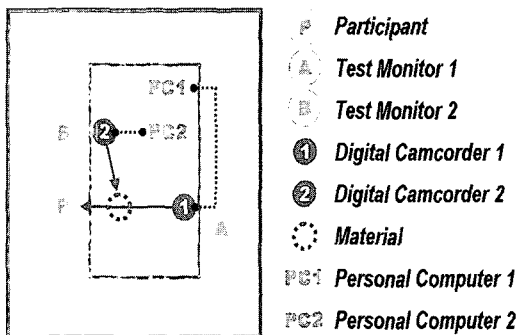 PC1
B 2 PC2
P 1
A
P Participant
A Test Monitor 1
B Test Monitor 2
1 Digital Camcorder 1
2 Digital Camcorder 2
Material
PC1 Personal Computer 1
PC2 Personal Computer 2